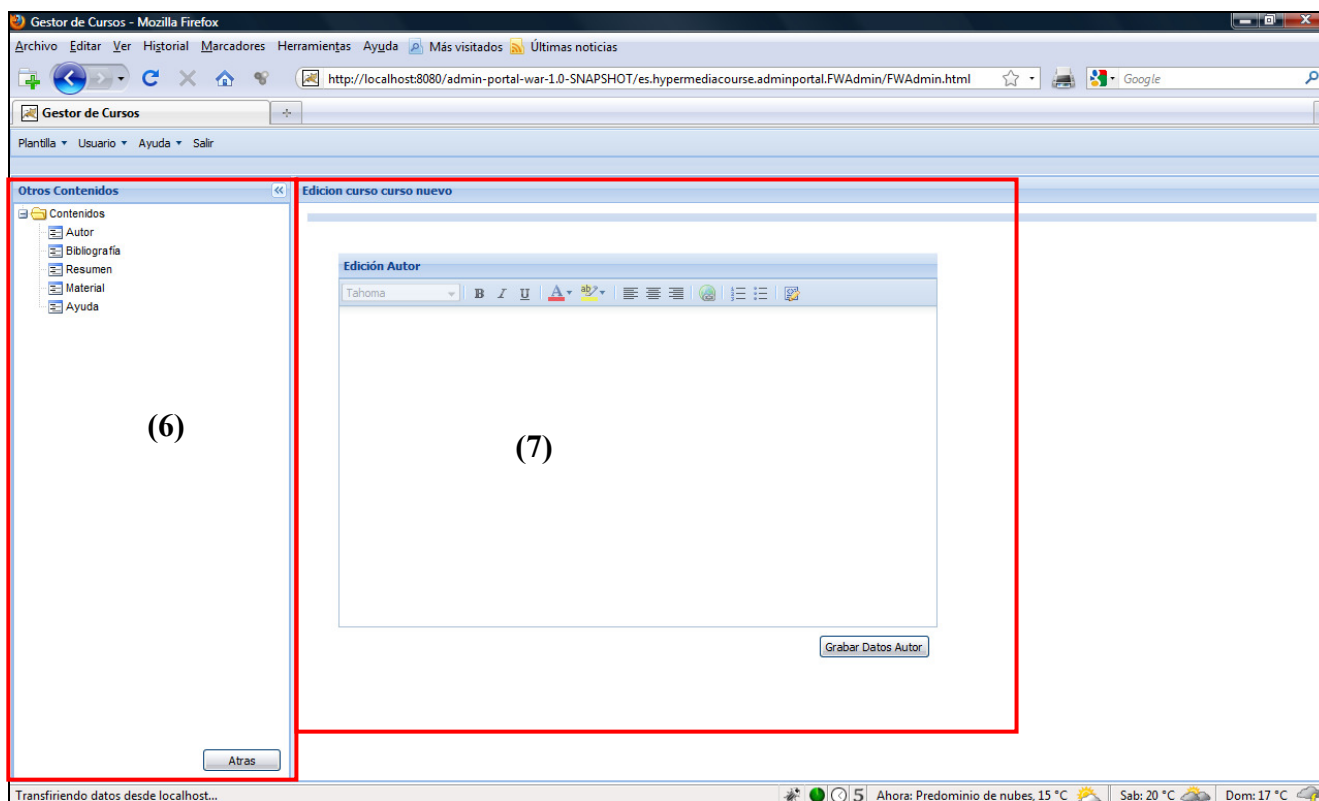 Gestor de Cursos - Mozilla Firefox
Archivo Editar Ver Historial Marcadores Herramientas Ayuda Más visitados Últimas noticias
http://localhost:8080/admin-portal-war-1.0-SNAPSHOT/es.hypermediacourse.adminportal.FWAdmin/FWAdmin.html Google
Gestor de Cursos
Plantilla Usuario Ayuda Salir
Otros Contenidos Edicion curso curso nuevo
Contenidos
Autor
Bibliografía
Resumen
Material
Ayuda
Edición Autor
Tahoma B I U A ab
(6)
(7)
Grabar Datos Autor
Atras
Transfiriendo datos desde localhost... 5 Ahora: Predominio de nubes, 15 °C Sab: 20 °C Dom: 17 °C